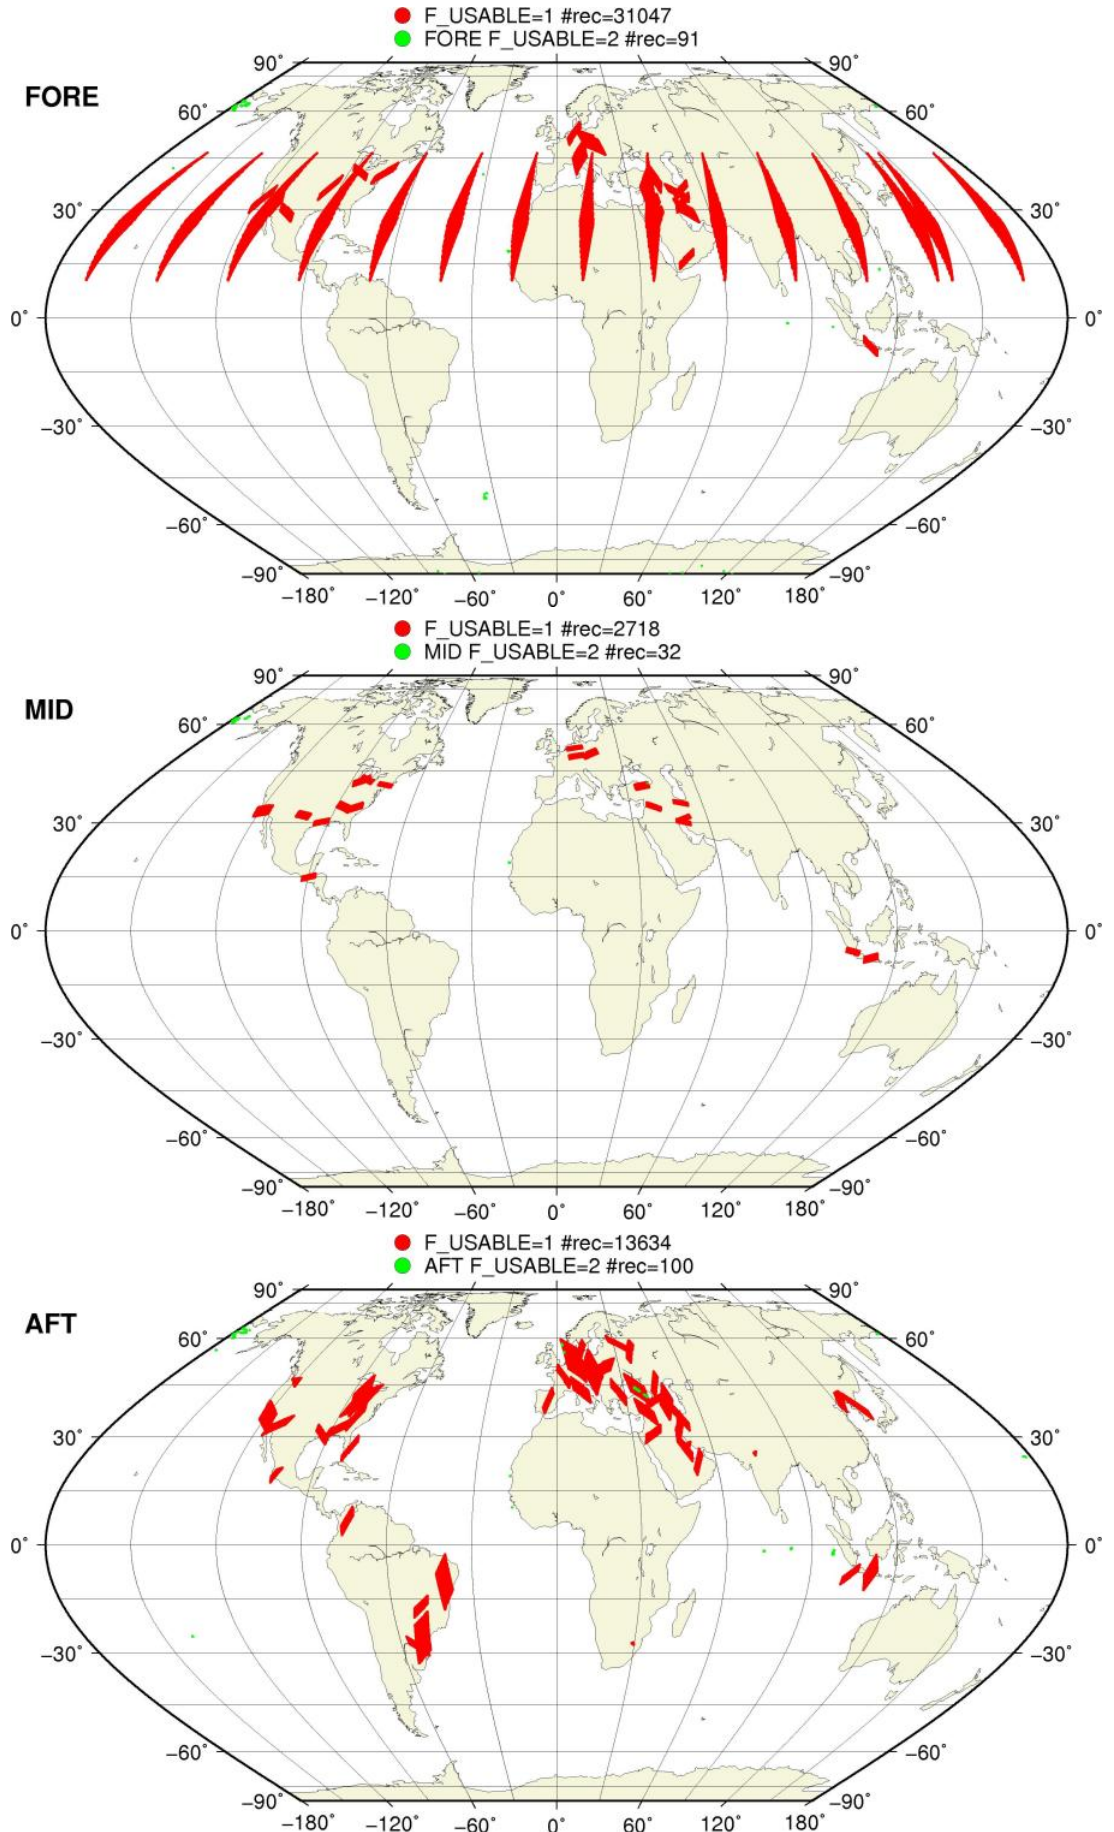 F_USABLE=1 #rec=31047
FORE F_USABLE=2 #rec=91
FORE
90° 90°
60° 60°
30° 30°
0° 0°
−30° −30°
−60° −60°
−90° −90°
−180° −120° −60° 0° 60° 120° 180°
F_USABLE=1 #rec=2718
MID F_USABLE=2 #rec=32
MID
90° 90°
60° 60°
30° 30°
0° 0°
−30° −30°
−60° −60°
−90° −90°
−180° −120° −60° 0° 60° 120° 180°
F_USABLE=1 #rec=13634
AFT F_USABLE=2 #rec=100
AFT
90° 90°
60° 60°
30° 30°
0° 0°
−30° −30°
−60° −60°
−90° −90°
−180° −120° −60° 0° 60° 120° 180°